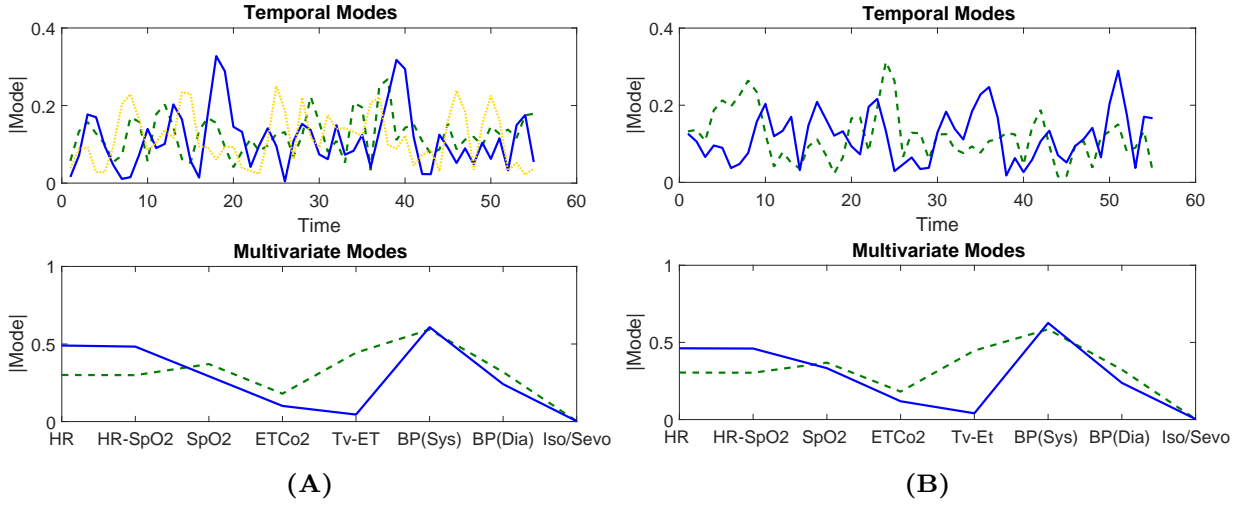 Temporal Modes
0.4
0.2
0
|Mode|
0 10 20 30 40 50 60
Time
Multivariate Modes
1
0.5
0
|Mode|
HR HR-SpO2 SpO2 ETCo2 Tv-ET BP(Sys) BP(Dia) Iso/Sevo
(A)
Temporal Modes
0.4
0.2
0
|Mode|
0 10 20 30 40 50 60
Time
Multivariate Modes
1
0.5
0
|Mode|
HR HR-SpO2 SpO2 ETCo2 Tv-Et BP(Sys) BP(Dia) Iso/Sevo
(B)